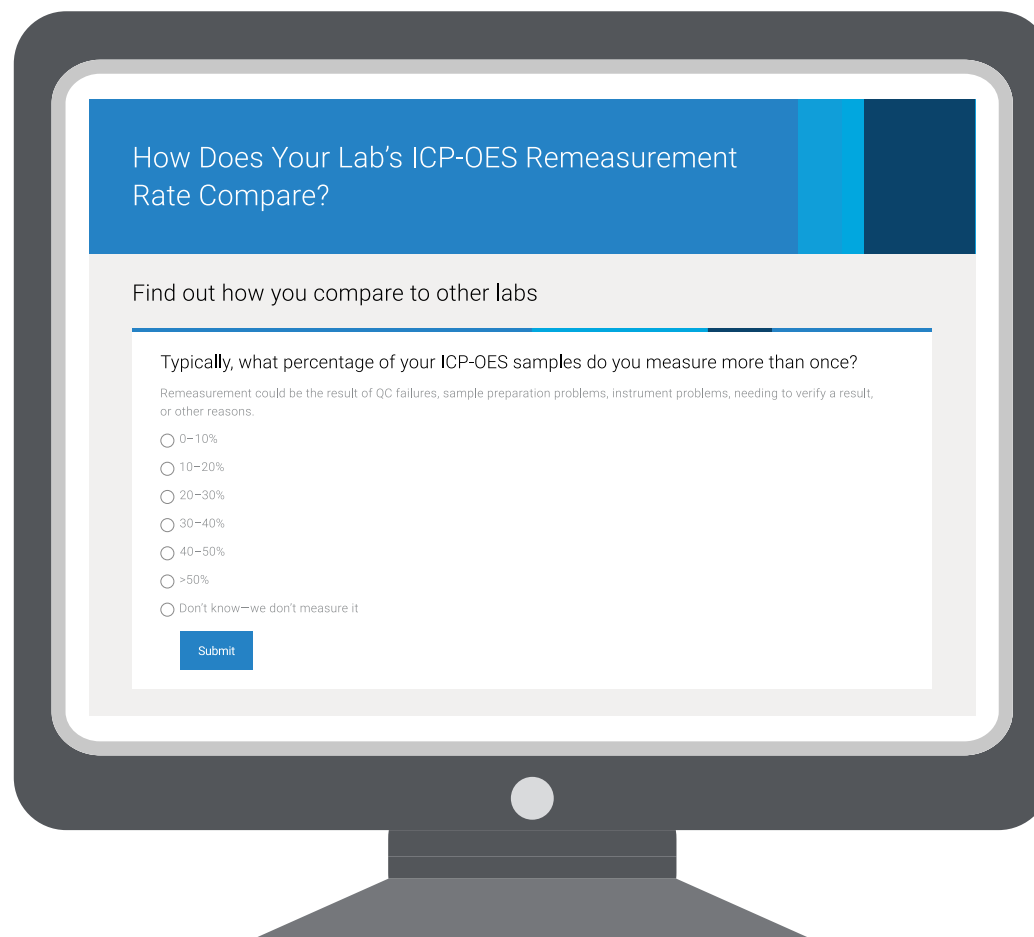 How Does Your Lab’s ICP-OES Remeasurement
Rate Compare?
Find out how you compare to other labs
Typically, what percentage of your ICP-OES samples do you measure more than once?
Remeasurement could be the result of QC failures, sample preparation problems, instrument problems, needing to verify a result,
or other reasons.
0–10%
10–20%
20–30%
30–40%
40–50%
>50%
Don’t know—we don’t measure it
Submit